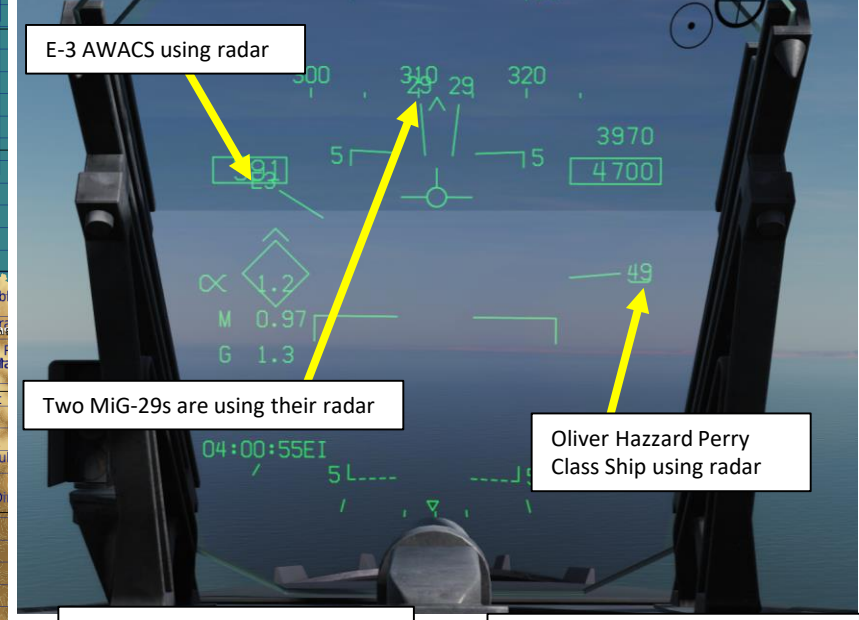 E-3 AWACS using radar
300 310 320
29 29
3970
5 5
4700
E3
49
∝ 1.2
M 0.97
G 1.3
Two MiG-29s are using their radar
Oliver Hazzard Perry
Class Ship using radar
04:00:55EI
5